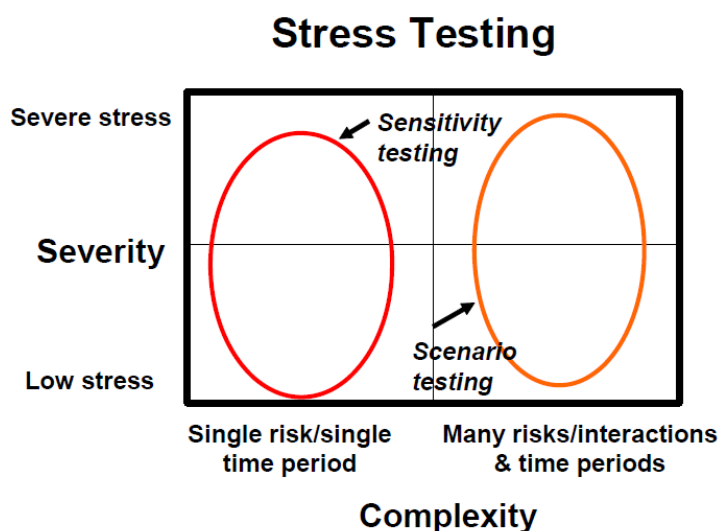 Stress Testing
Severe stress
Sensitivity
testing
Severity
Scenario
testing
Low stress
Single risk/single
time period
Many risks/interactions
& time periods
Complexity